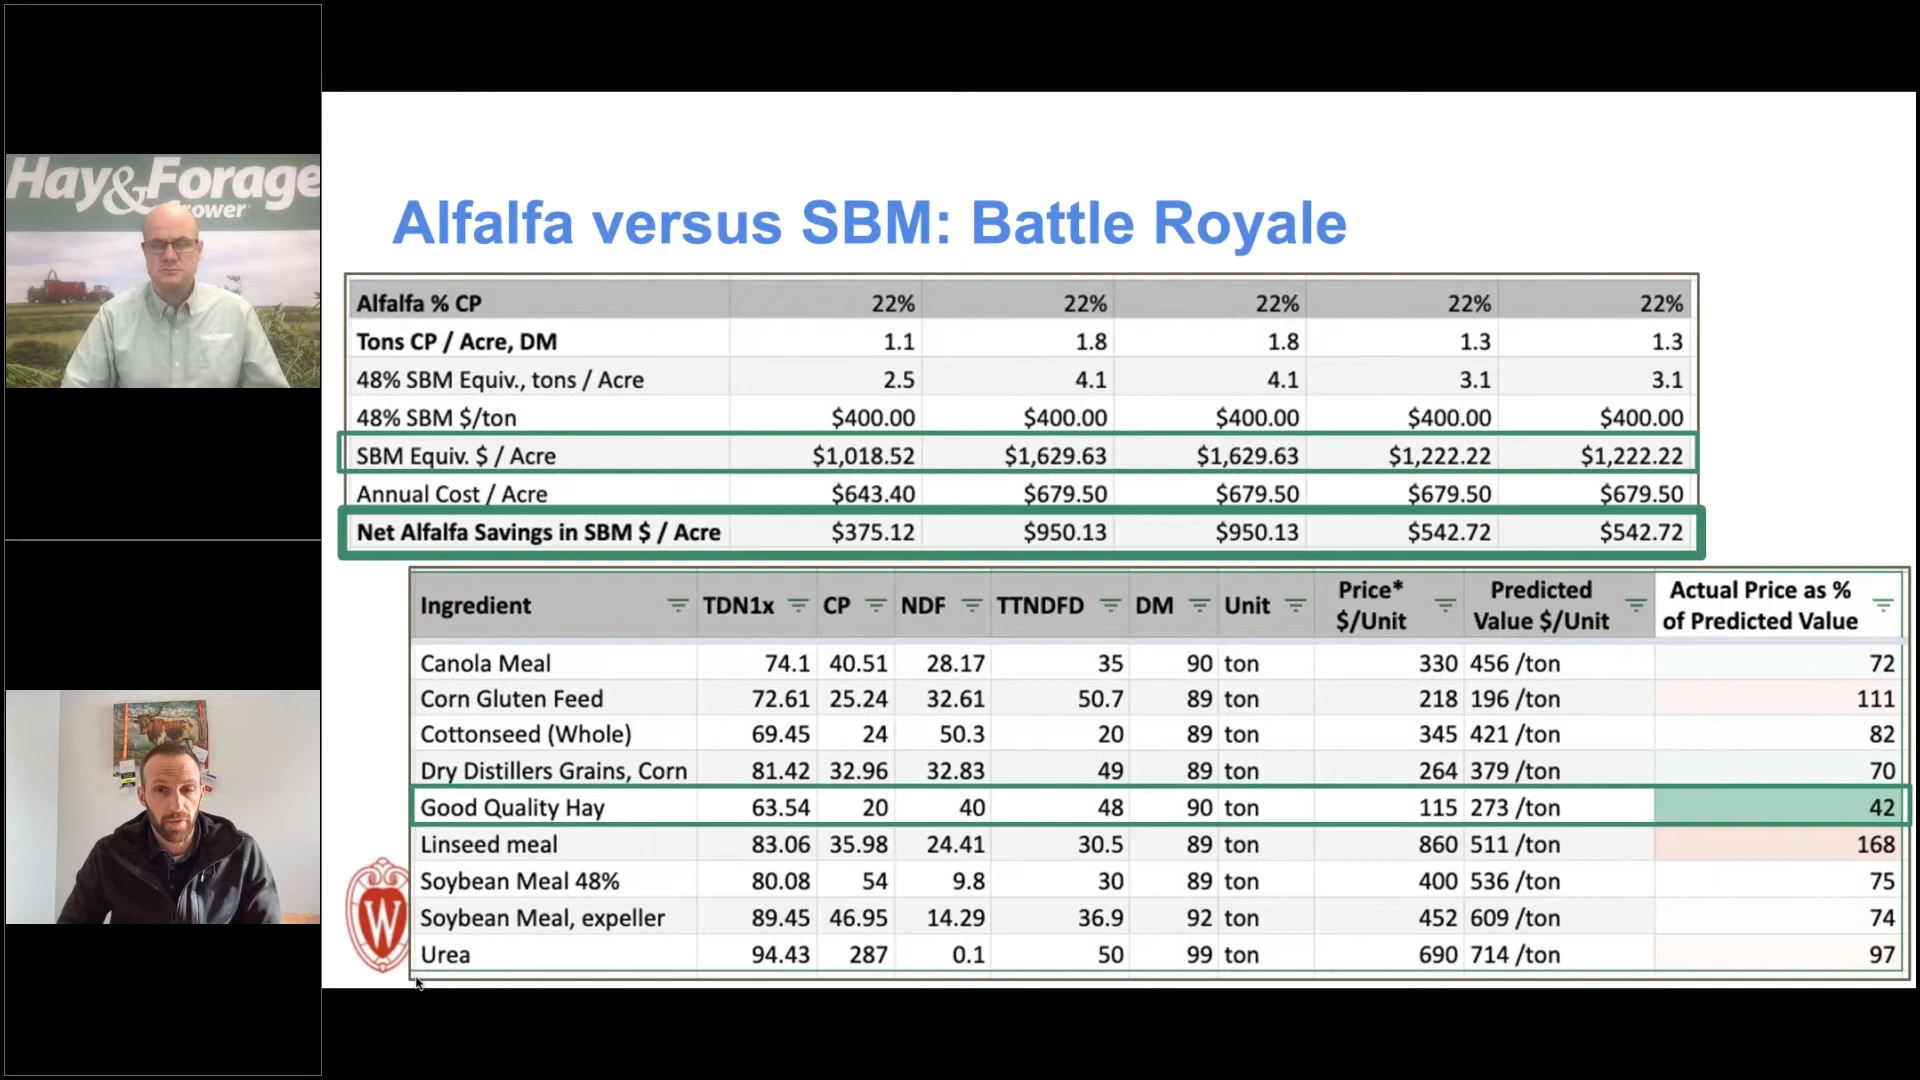 Hay&Forage
Grower
Alfalfa versus SBM: Battle Royale
Alfalfa % CP 22% 22% 22% 22% 22%
Tons CP / Acre, DM 1.1 1.8 1.8 1.3 1.3
48% SBM Equiv., tons / Acre 2.5 4.1 4.1 3.1 3.1
48% SBM $/ton $400.00 $400.00 $400.00 $400.00 $400.00
SBM Equiv. $ / Acre $1,018.52 $1,629.63 $1,629.63 $1,222.22 $1,222.22
Annual Cost / Acre $643.40 $679.50 $679.50 $679.50 $679.50
Net Alfalfa Savings in SBM $ / Acre $375.12 $950.13 $950.13 $542.72 $542.72
Ingredient TDN1x CP NDF TTNDFD DM Unit Price* $/Unit Predicted Value $/Unit Actual Price as % of Predicted Value
Canola Meal 74.1 40.51 28.17 35 90 ton 330 456 /ton 72
Corn Gluten Feed 72.61 25.24 32.61 50.7 89 ton 218 196 /ton 111
Cottonseed (Whole) 69.45 24 50.3 20 89 ton 345 421 /ton 82
Dry Distillers Grains, Corn 81.42 32.96 32.83 49 89 ton 264 379 /ton 70
Good Quality Hay 63.54 20 40 48 90 ton 115 273 /ton 42
Linseed meal 83.06 35.98 24.41 30.5 89 ton 860 511 /ton 168
Soybean Meal 48% 80.08 54 9.8 30 89 ton 400 536 /ton 75
Soybean Meal, expeller 89.45 46.95 14.29 36.9 92 ton 452 609 /ton 74
Urea 94.43 287 0.1 50 99 ton 690 714 /ton 97
W